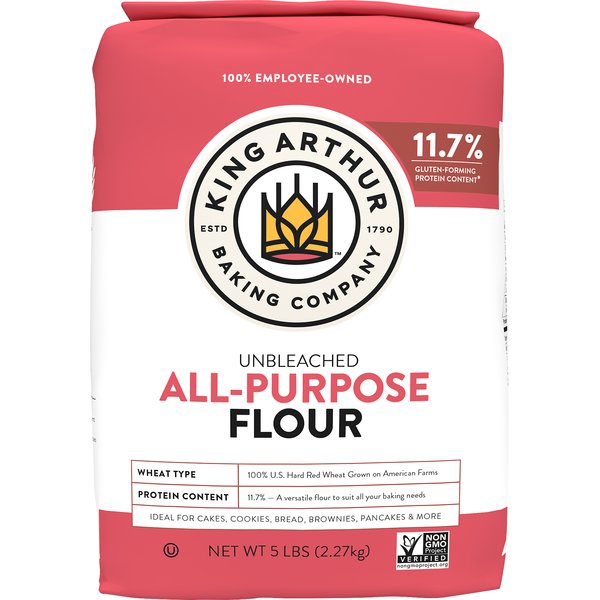 100% EMPLOYEE-OWNED
KING ARTHUR
ESTD 1790
BAKING COMPANY
™
11.7%
GLUTEN-FORMING
PROTEIN CONTENT*
UNBLEACHED
ALL-PURPOSE
FLOUR
WHEAT TYPE 100% U.S. Hard Red Wheat Grown on American Farms
PROTEIN CONTENT 11.7% — A versatile flour to suit all your baking needs
IDEAL FOR CAKES, COOKIES, BREAD, BROWNIES, PANCAKES & MORE
U NET WT 5 LBS (2.27kg)
NON
GMO
Project
VERIFIED
nongmoproject.org